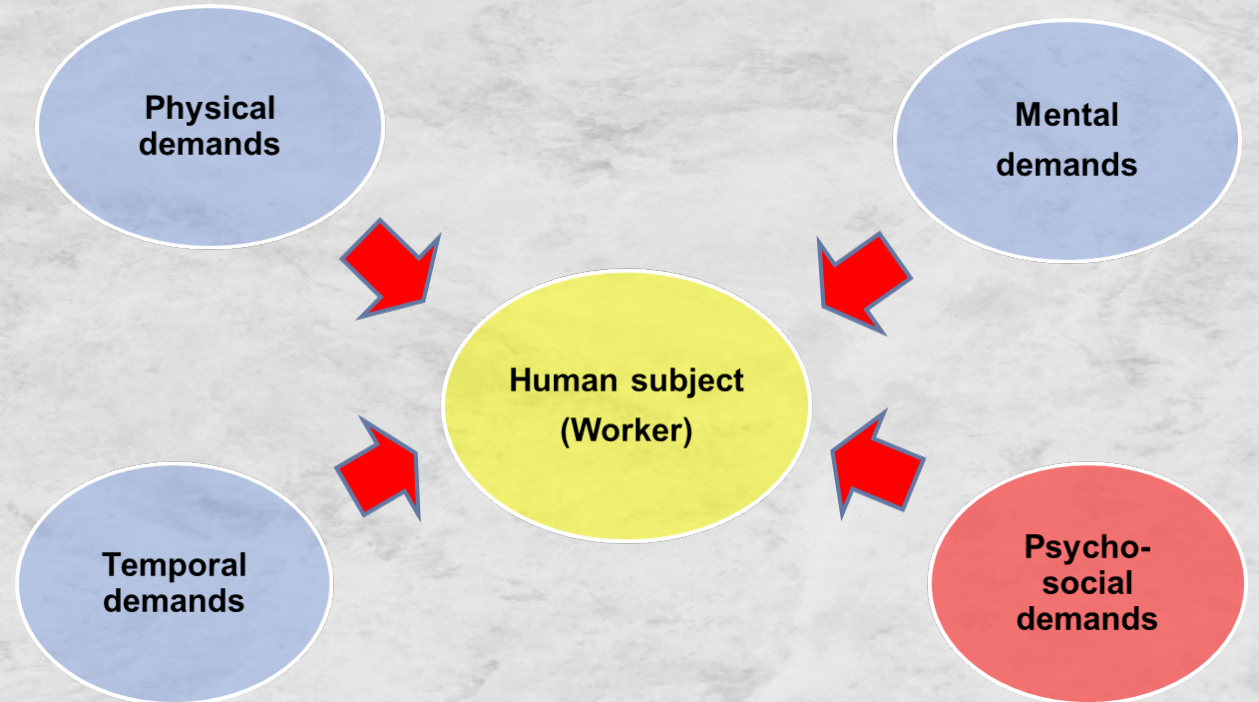 Physical
demands
Mental
demands
Human subject
(Worker)
Temporal
demands
Psycho-
social
demands